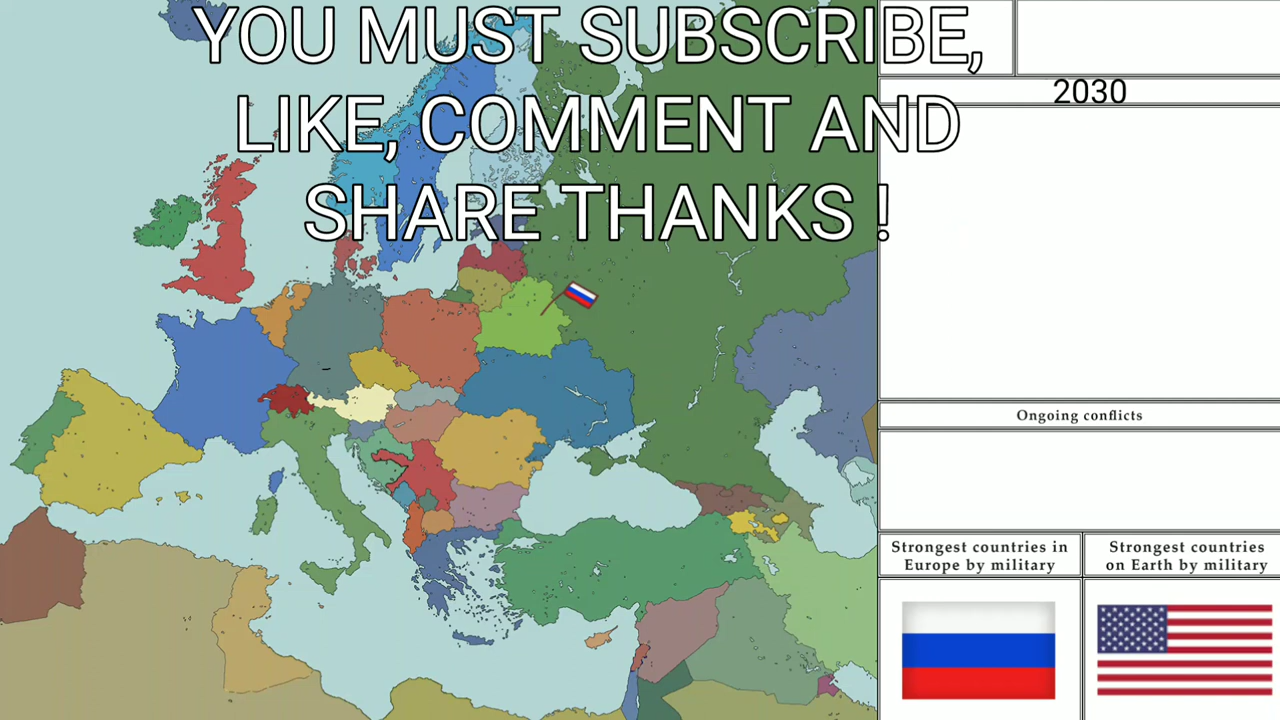 YOU MUST SUBSCRIBE,
LIKE, COMMENT AND
SHARE THANKS !
2030
Ongoing conflicts
Strongest countries in
Europe by military
Strongest countries
on Earth by military